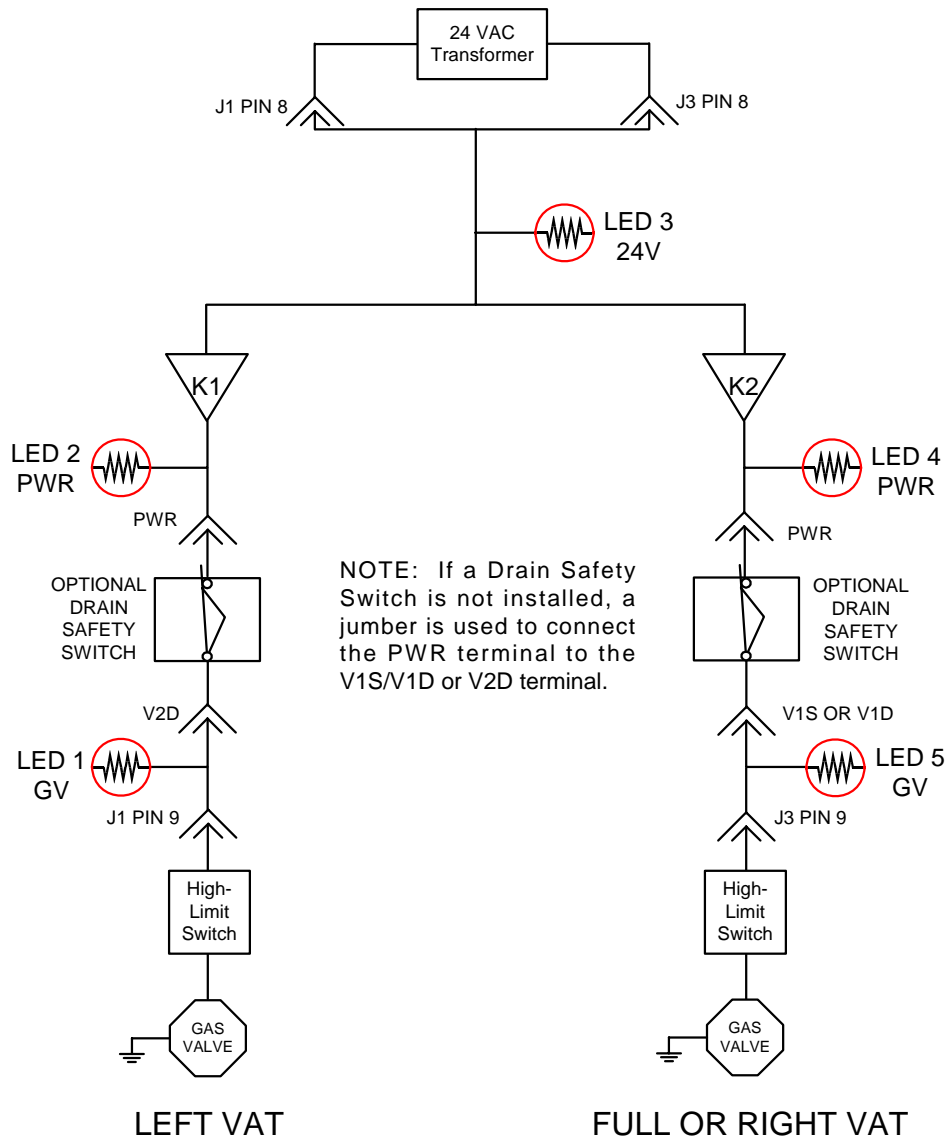 24 VAC
Transformer
J1 PIN 8
J3 PIN 8
LED 3
24V
K1
K2
LED 2
PWR
LED 4
PWR
PWR
PWR
OPTIONAL
DRAIN
SAFETY
SWITCH
NOTE: If a Drain Safety
Switch is not installed, a
jumber is used to connect
the PWR terminal to the
V1S/V1D or V2D terminal.
OPTIONAL
DRAIN
SAFETY
SWITCH
V2D
V1S OR V1D
LED 1
GV
LED 5
GV
J1 PIN 9
J3 PIN 9
High-
Limit
Switch
High-
Limit
Switch
GAS
VALVE
GAS
VALVE
LEFT VAT
FULL OR RIGHT VAT